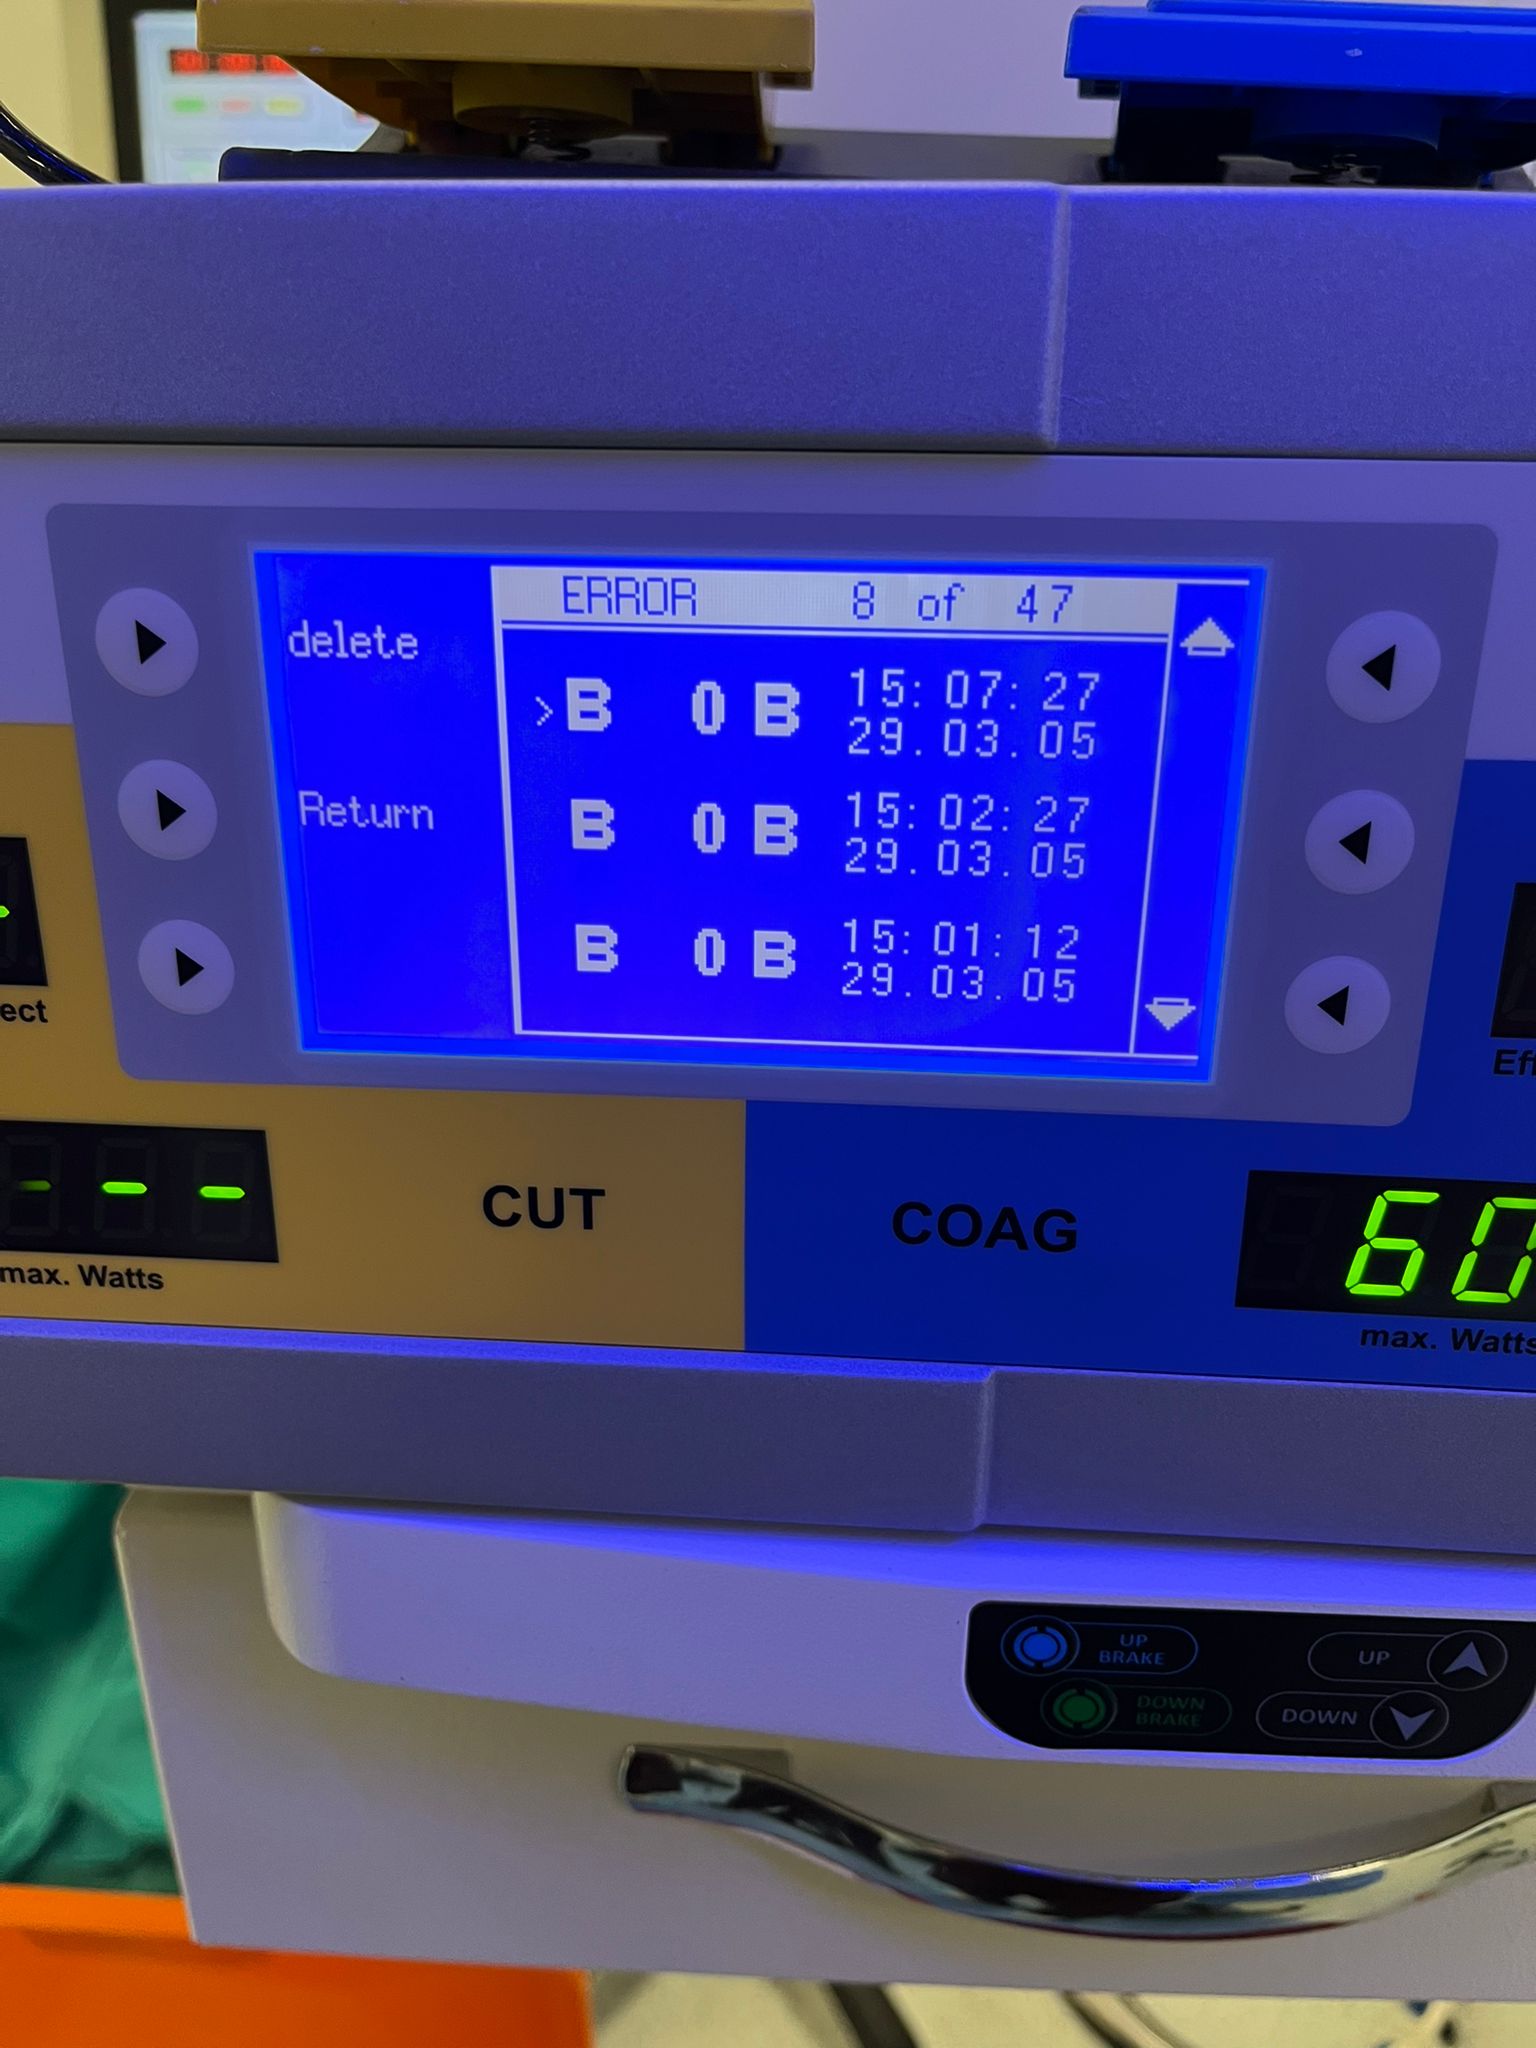 ERROR 8 of 47
delete
>B 0B 15:07:27
29.03.05
Return
B 0B 15:02:27
29.03.05
B 0B 15:01:12
29.03.05
ect
Eff
- - -
CUT
COAG
60
max. Watts
max. Watts
UP BRAKE
UP
DOWN BRAKE
DOWN